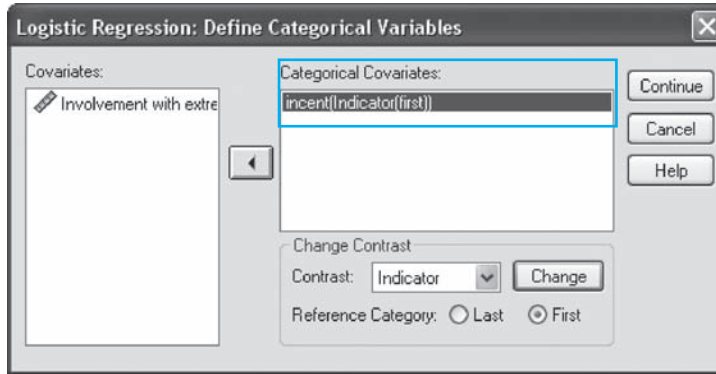 Logistic Regression: Define Categorical Variables
Covariates:
Involvement with extre
Categorical Covariates:
incent(Indicator(first))
Continue
Cancel
Help
Change Contrast
Contrast: Indicator Change
Reference Category: Last First